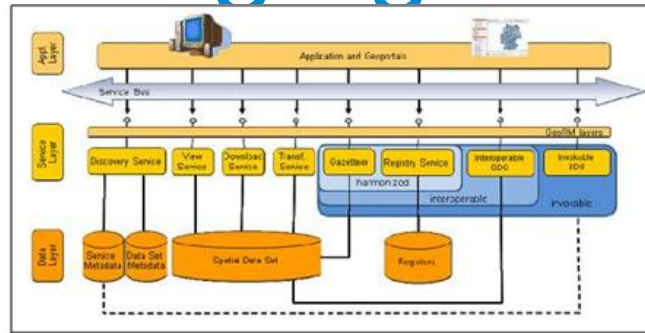 Appl. Layer
Application and Geoportals
Service Bus
GeoRM layers
Service Layer
Discovery Service
View Service
Download Service
Transf. Service
Gazetteer
Registry Service
Interoperable
Invokable
harmonized
interoperable
invokable
Data Layer
Service Metadata
Data Set Metadata
Spatial Data Set
Registers